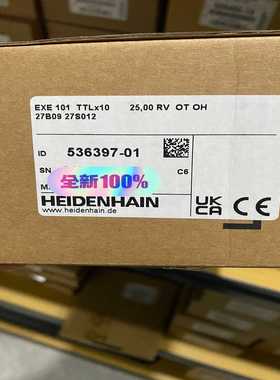 EXE 101 TTLx10 25,00 RV OT OH
27B09 27S012
ID 536397-01
SN C6
全新100%
HEIDENHAIN
www.heidenhain.de
UK CA CE